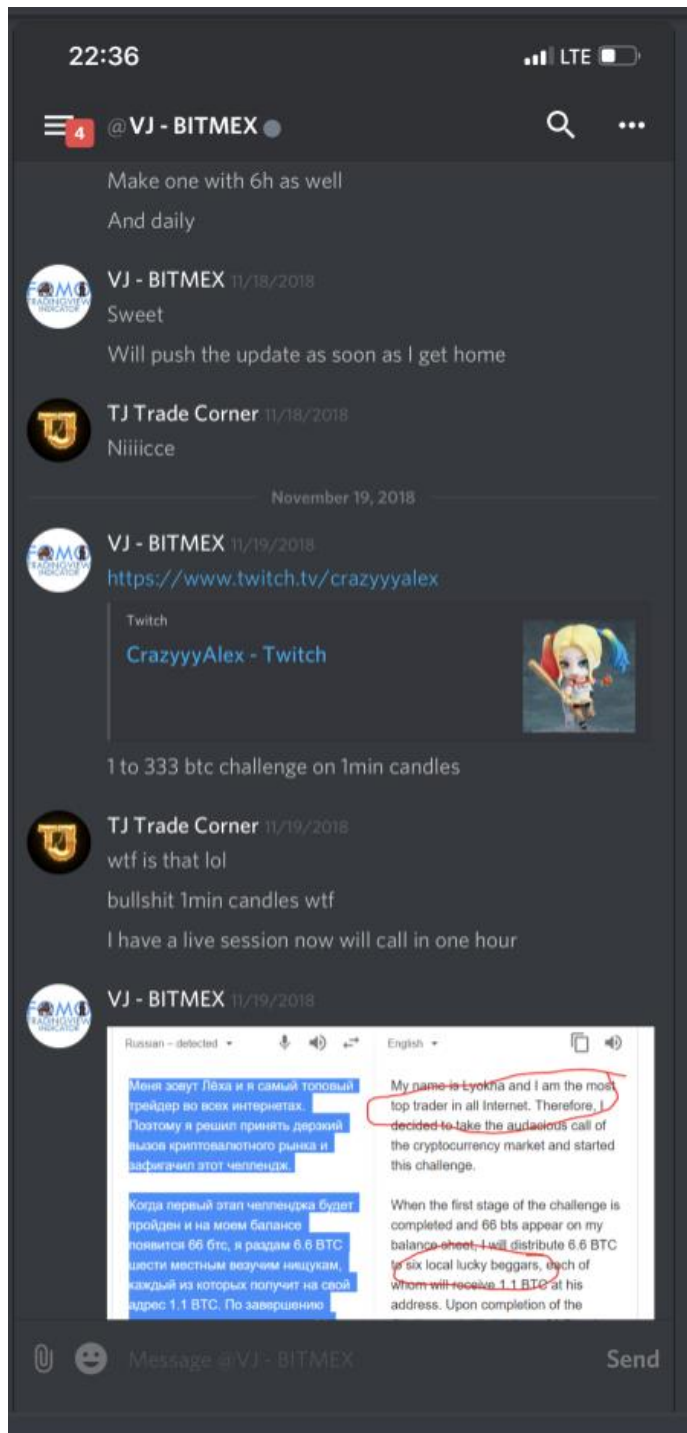 22:36
LTE
4
@VJ - BITMEX
Make one with 6h as well
And daily
VJ - BITMEX 11/18/2018
Sweet
Will push the update as soon as I get home
TJ Trade Corner 11/18/2018
Niiiicce
November 19, 2018
VJ - BITMEX 11/19/2018
https://www.twitch.tv/crazyyyalex
Twitch
CrazyyyAlex - Twitch
1 to 333 btc challenge on 1min candles
TJ Trade Corner 11/19/2018
wtf is that lol
bullshit 1min candles wtf
I have a live session now will call in one hour
VJ - BITMEX 11/19/2018
Russian – detected
Меня зовут Лёха и я самый топовый
трейдер во всех интернетах.
Поэтому я решил принять дерзкий
вызов криптовалютного рынка и
зафигачил этот челлендж.
Когда первый этап челленджа будет
пройден и на моем балансе
появится 66 бтс, я раздам 6.6 BTC
шести местным везучим нищукам,
каждый из которых получит на свой
адрес 1.1 BTC. По завершению
English
My name is Lyokha and I am the most
top trader in all Internet. Therefore, I
decided to take the audacious call of
the cryptocurrency market and started
this challenge.
When the first stage of the challenge is
completed and 66 bts appear on my
balance sheet, I will distribute 6.6 BTC
to six local lucky beggars, each of
whom will receive 1.1 BTC at his
address. Upon completion of the
Message @VJ - BITMEX
Send
FOMO
TRADINGVIEW
INDICATOR
TJ